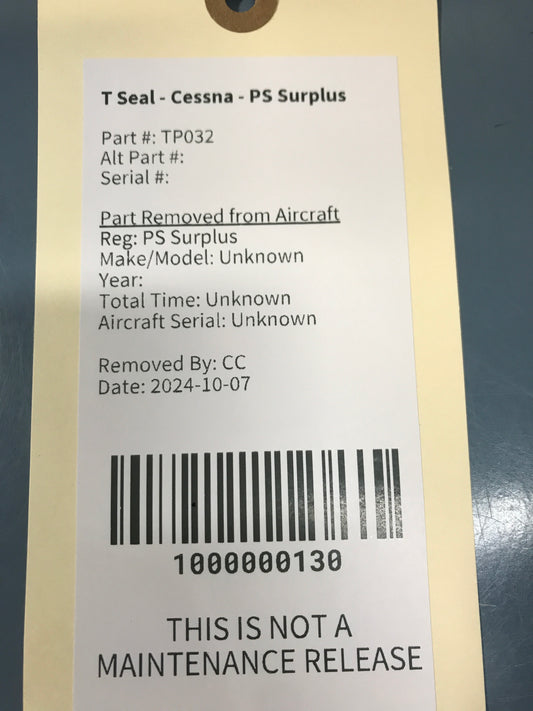 T Seal - Cessna - PS Surplus
Part #: TP032
Alt Part #:
Serial #:
Part Removed from Aircraft
Reg: PS Surplus
Make/Model: Unknown
Year:
Total Time: Unknown
Aircraft Serial: Unknown
Removed By: CC
Date: 2024-10-07
1000000130
THIS IS NOT A
MAINTENANCE RELEASE